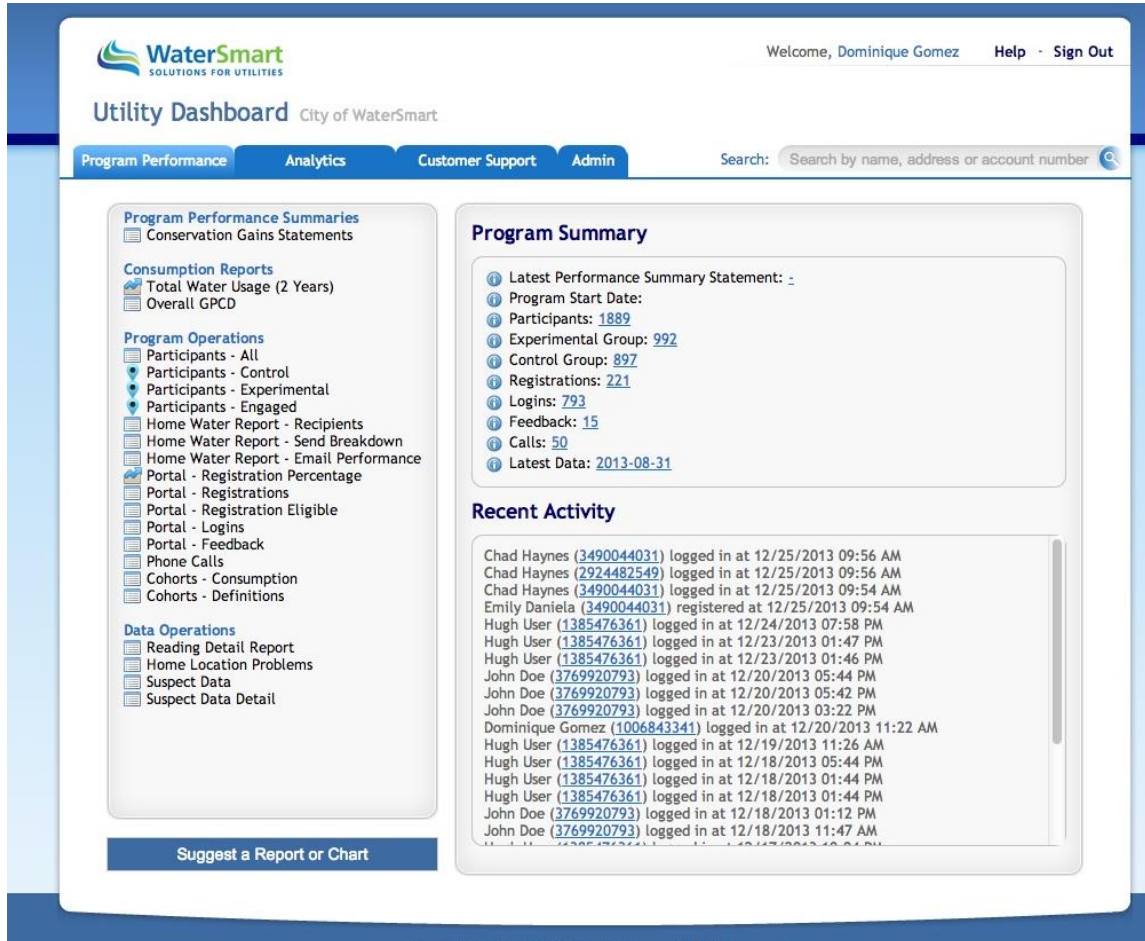 WaterSmart
SOLUTIONS FOR UTILITIES
Welcome, Dominique Gomez Help - Sign Out
Utility Dashboard City of WaterSmart
Program Performance Analytics Customer Support Admin Search: Search by name, address or account number
Program Performance Summaries
Conservation Gains Statements
Consumption Reports
Total Water Usage (2 Years)
Overall GPCD
Program Operations
Participants - All
Participants - Control
Participants - Experimental
Participants - Engaged
Home Water Report - Recipients
Home Water Report - Send Breakdown
Home Water Report - Email Performance
Portal - Registration Percentage
Portal - Registrations
Portal - Registration Eligible
Portal - Logins
Portal - Feedback
Phone Calls
Cohorts - Consumption
Cohorts - Definitions
Data Operations
Reading Detail Report
Home Location Problems
Suspect Data
Suspect Data Detail
Suggest a Report or Chart
Program Summary
Latest Performance Summary Statement: -
Program Start Date:
Participants: 1889
Experimental Group: 992
Control Group: 897
Registrations: 221
Logins: 793
Feedback: 15
Calls: 50
Latest Data: 2013-08-31
Recent Activity
Chad Haynes (3490044031) logged in at 12/25/2013 09:56 AM
Chad Haynes (2924482549) logged in at 12/25/2013 09:56 AM
Chad Haynes (3490044031) logged in at 12/25/2013 09:54 AM
Emily Daniela (3490044031) registered at 12/25/2013 09:54 AM
Hugh User (1385476361) logged in at 12/24/2013 07:58 PM
Hugh User (1385476361) logged in at 12/23/2013 01:47 PM
Hugh User (1385476361) logged in at 12/23/2013 01:46 PM
John Doe (3769920793) logged in at 12/20/2013 05:44 PM
John Doe (3769920793) logged in at 12/20/2013 05:42 PM
John Doe (3769920793) logged in at 12/20/2013 03:22 PM
Dominique Gomez (1006843341) logged in at 12/20/2013 11:22 AM
Hugh User (1385476361) logged in at 12/19/2013 11:26 AM
Hugh User (1385476361) logged in at 12/18/2013 05:44 PM
Hugh User (1385476361) logged in at 12/18/2013 01:44 PM
Hugh User (1385476361) logged in at 12/18/2013 01:44 PM
John Doe (3769920793) logged in at 12/18/2013 01:12 PM
John Doe (3769920793) logged in at 12/18/2013 11:47 AM